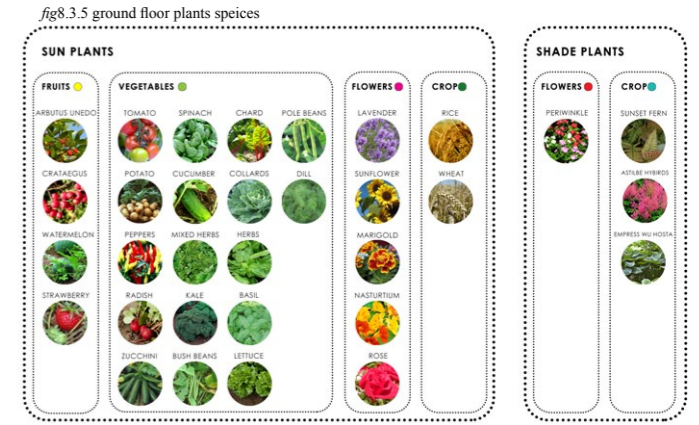 fig8.3.5 ground floor plants speices
SUN PLANTS
FRUITS
ARBUTUS UNEDO
CRATAEGUS
WATERMELON
STRAWBERRY
VEGETABLES
TOMATO SPINACH CHARD POLE BEANS
POTATO CUCUMBER COLLARDS DILL
PEPPERS MIXED HERBS HERBS
RADISH KALE BASIL
ZUCCHINI BUSH BEANS LETTUCE
FLOWERS
LAVENDER
SUNFLOWER
MARIGOLD
NASTURTIUM
ROSE
CROP
RICE
WHEAT
SHADE PLANTS
FLOWERS
PERIWINKLE
CROP
SUNSET FERN
ASTILBE HYBIRDS
EMPRESS WU HOSTA